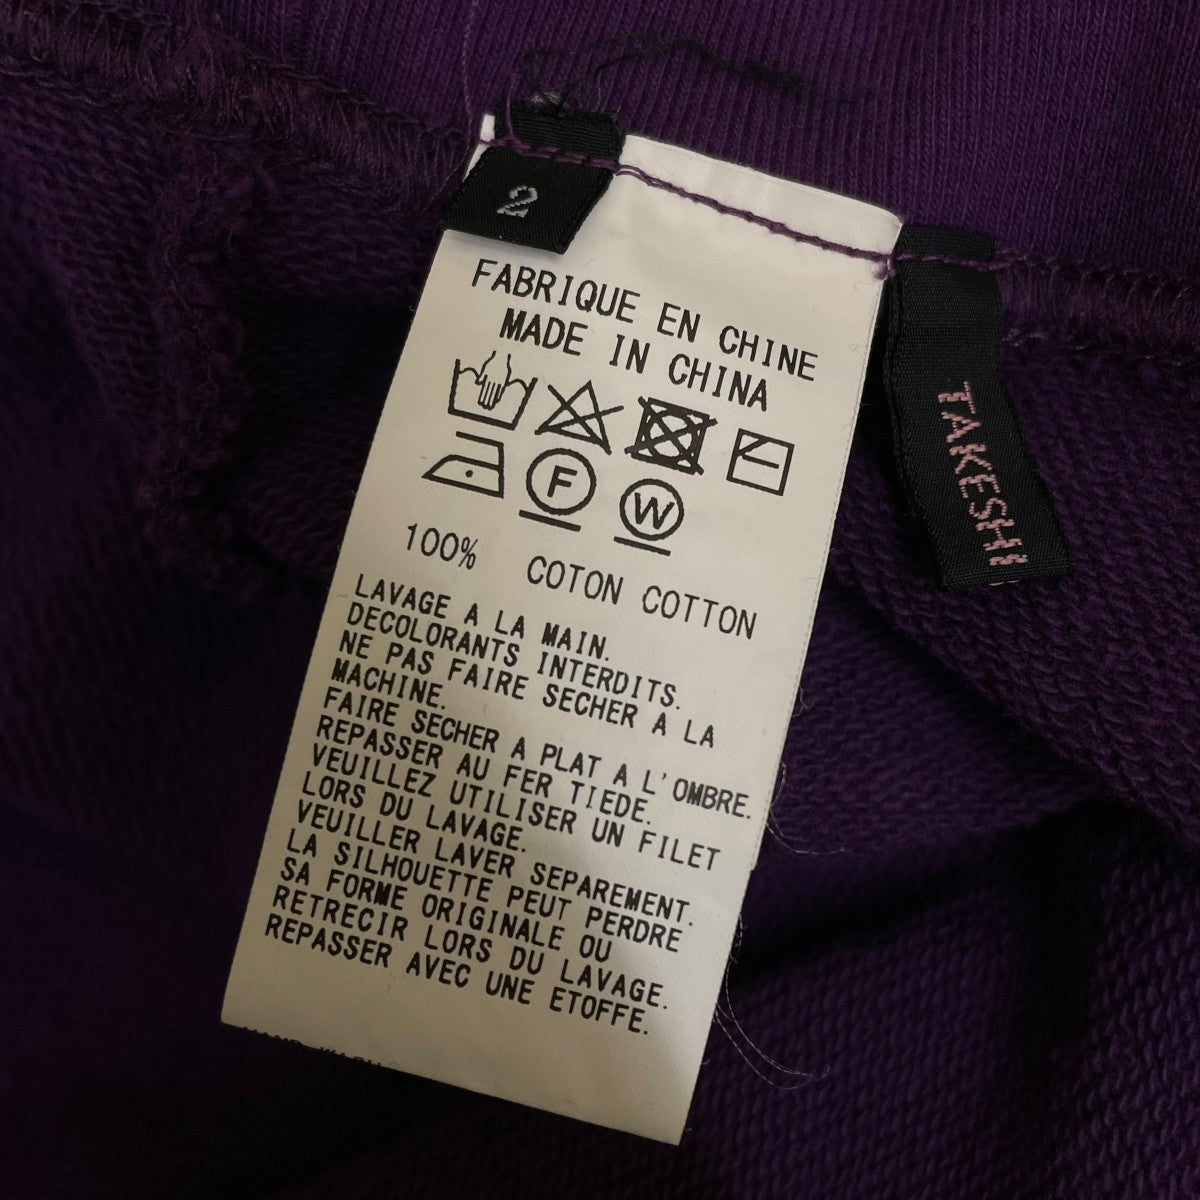 2
FABRIQUE EN CHINE
MADE IN CHINA
F
W
100% COTON COTTON
LAVAGE A LA MAIN.
DECOLORANTS INTERDITS.
NE PAS FAIRE SECHER A LA
MACHINE.
FAIRE SECHER A PLAT A L'OMBRE.
REPASSER AU FER TIEDE.
VEUILLEZ UTILISER UN FILET
LORS DU LAVAGE.
VEUILLER LAVER SEPAREMENT.
LA SILHOUETTE PEUT PERDRE
SA FORME ORIGINALE OU
RETRECIR LORS DU LAVAGE.
REPASSER AVEC UNE ETOFFE.
TAKESHI